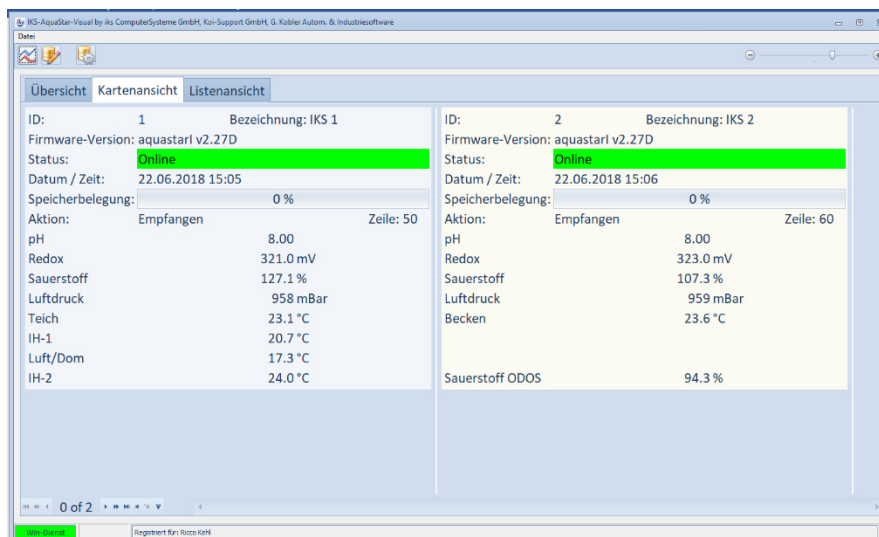 IKS-AquaStar-Visual by iks ComputerSysteme GmbH, Koi-Support GmbH, G. Kobler Autom. & Industriesoftware
Datei
Übersicht Kartenansicht Listenansicht
ID: 1 Bezeichnung: IKS 1
Firmware-Version: aquastarI v2.27D
Status: Online
Datum / Zeit: 22.06.2018 15:05
Speicherbelegung: 0 %
Aktion: Empfangen Zeile: 50
pH 8.00
Redox 321.0 mV
Sauerstoff 127.1 %
Luftdruck 958 mBar
Teich 23.1 °C
IH-1 20.7 °C
Luft/Dom 17.3 °C
IH-2 24.0 °C
ID: 2 Bezeichnung: IKS 2
Firmware-Version: aquastarI v2.27D
Status: Online
Datum / Zeit: 22.06.2018 15:06
Speicherbelegung: 0 %
Aktion: Empfangen Zeile: 60
pH 8.00
Redox 323.0 mV
Sauerstoff 107.3 %
Luftdruck 959 mBar
Becken 23.6 °C
Sauerstoff ODOS 94.3 %
0 of 2
Win-Dienst Registriert für: Ricco Kehl